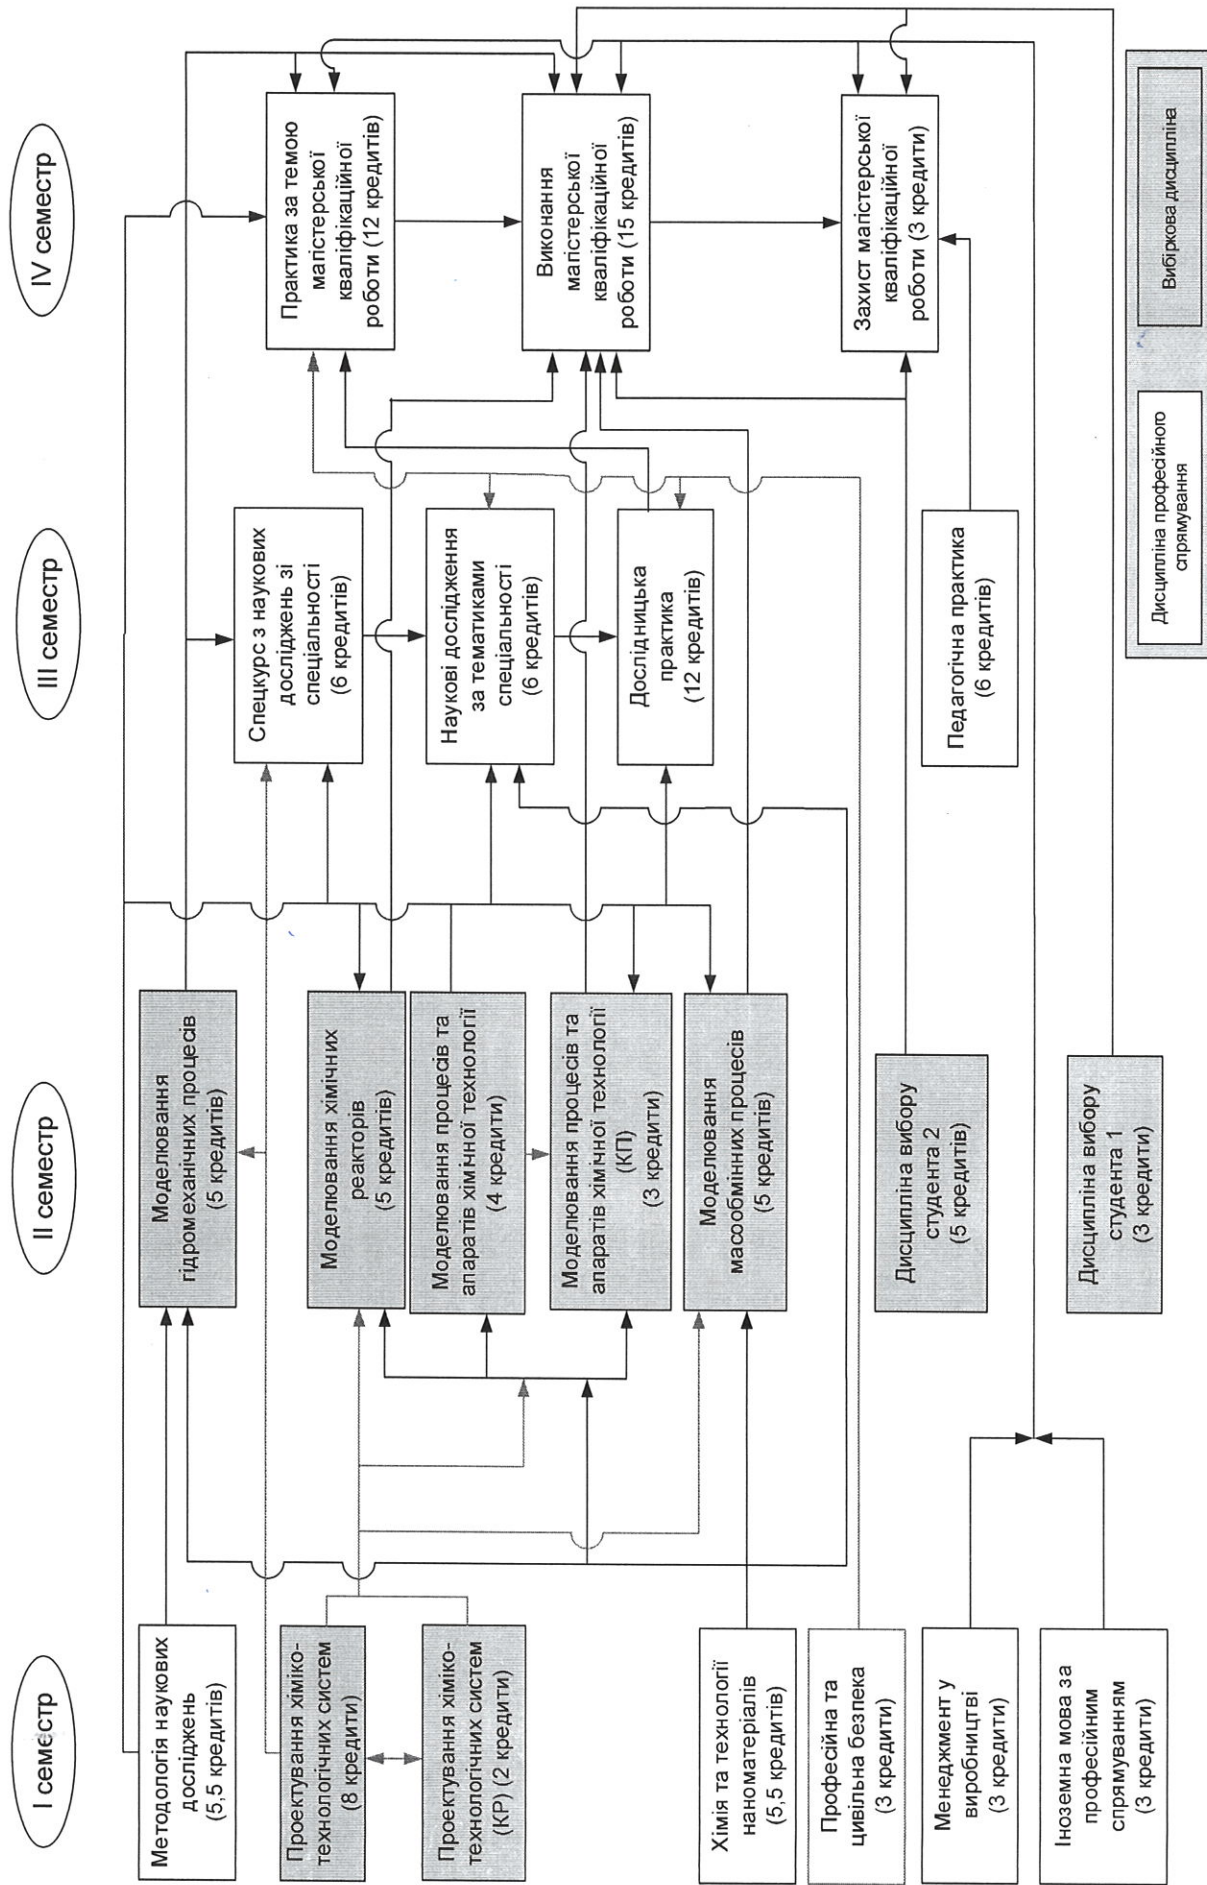 I семестр
II семестр
III семестр
IV семестр
Методологія наукових
досліджень
(5,5 кредитів)
Проектування хіміко-
технологічних систем
(8 кредити)
Проектування хіміко-
технологічних систем
(КР) (2 кредити)
Хімія та технології
наноматеріалів
(5,5 кредитів)
Професійна та
цивільна безпека
(3 кредити)
Менеджмент у
виробництві
(3 кредити)
Іноземна мова за
професійним
спрямуванням
(3 кредити)
Моделювання
гідромеханічних процесів
(5 кредитів)
Моделювання хімічних
реакторів
(5 кредитів)
Моделювання процесів та
апаратів хімічної технології
(4 кредити)
Моделювання процесів та
апаратів хімічної технології
(КП)
(3 кредити)
Моделювання
масообмінних процесів
(5 кредитів)
Дисципліна вибору
студента 2
(5 кредитів)
Дисципліна вибору
студента 1
(3 кредити)
Спецкурс з наукових
досліджень зі
спеціальності
(6 кредитів)
Наукові дослідження
за тематиками
спеціальності
(6 кредитів)
Дослідницька
практика
(12 кредитів)
Педагогічна практика
(6 кредитів)
Практика за темою
магістерської
кваліфікаційної
роботи (12 кредитів)
Виконання
магістерської
кваліфікаційної
роботи (15 кредитів)
Захист магістерської
кваліфікаційної
роботи (3 кредити)
Дисципліна професійного
спрямування
Вибіркова дисципліна